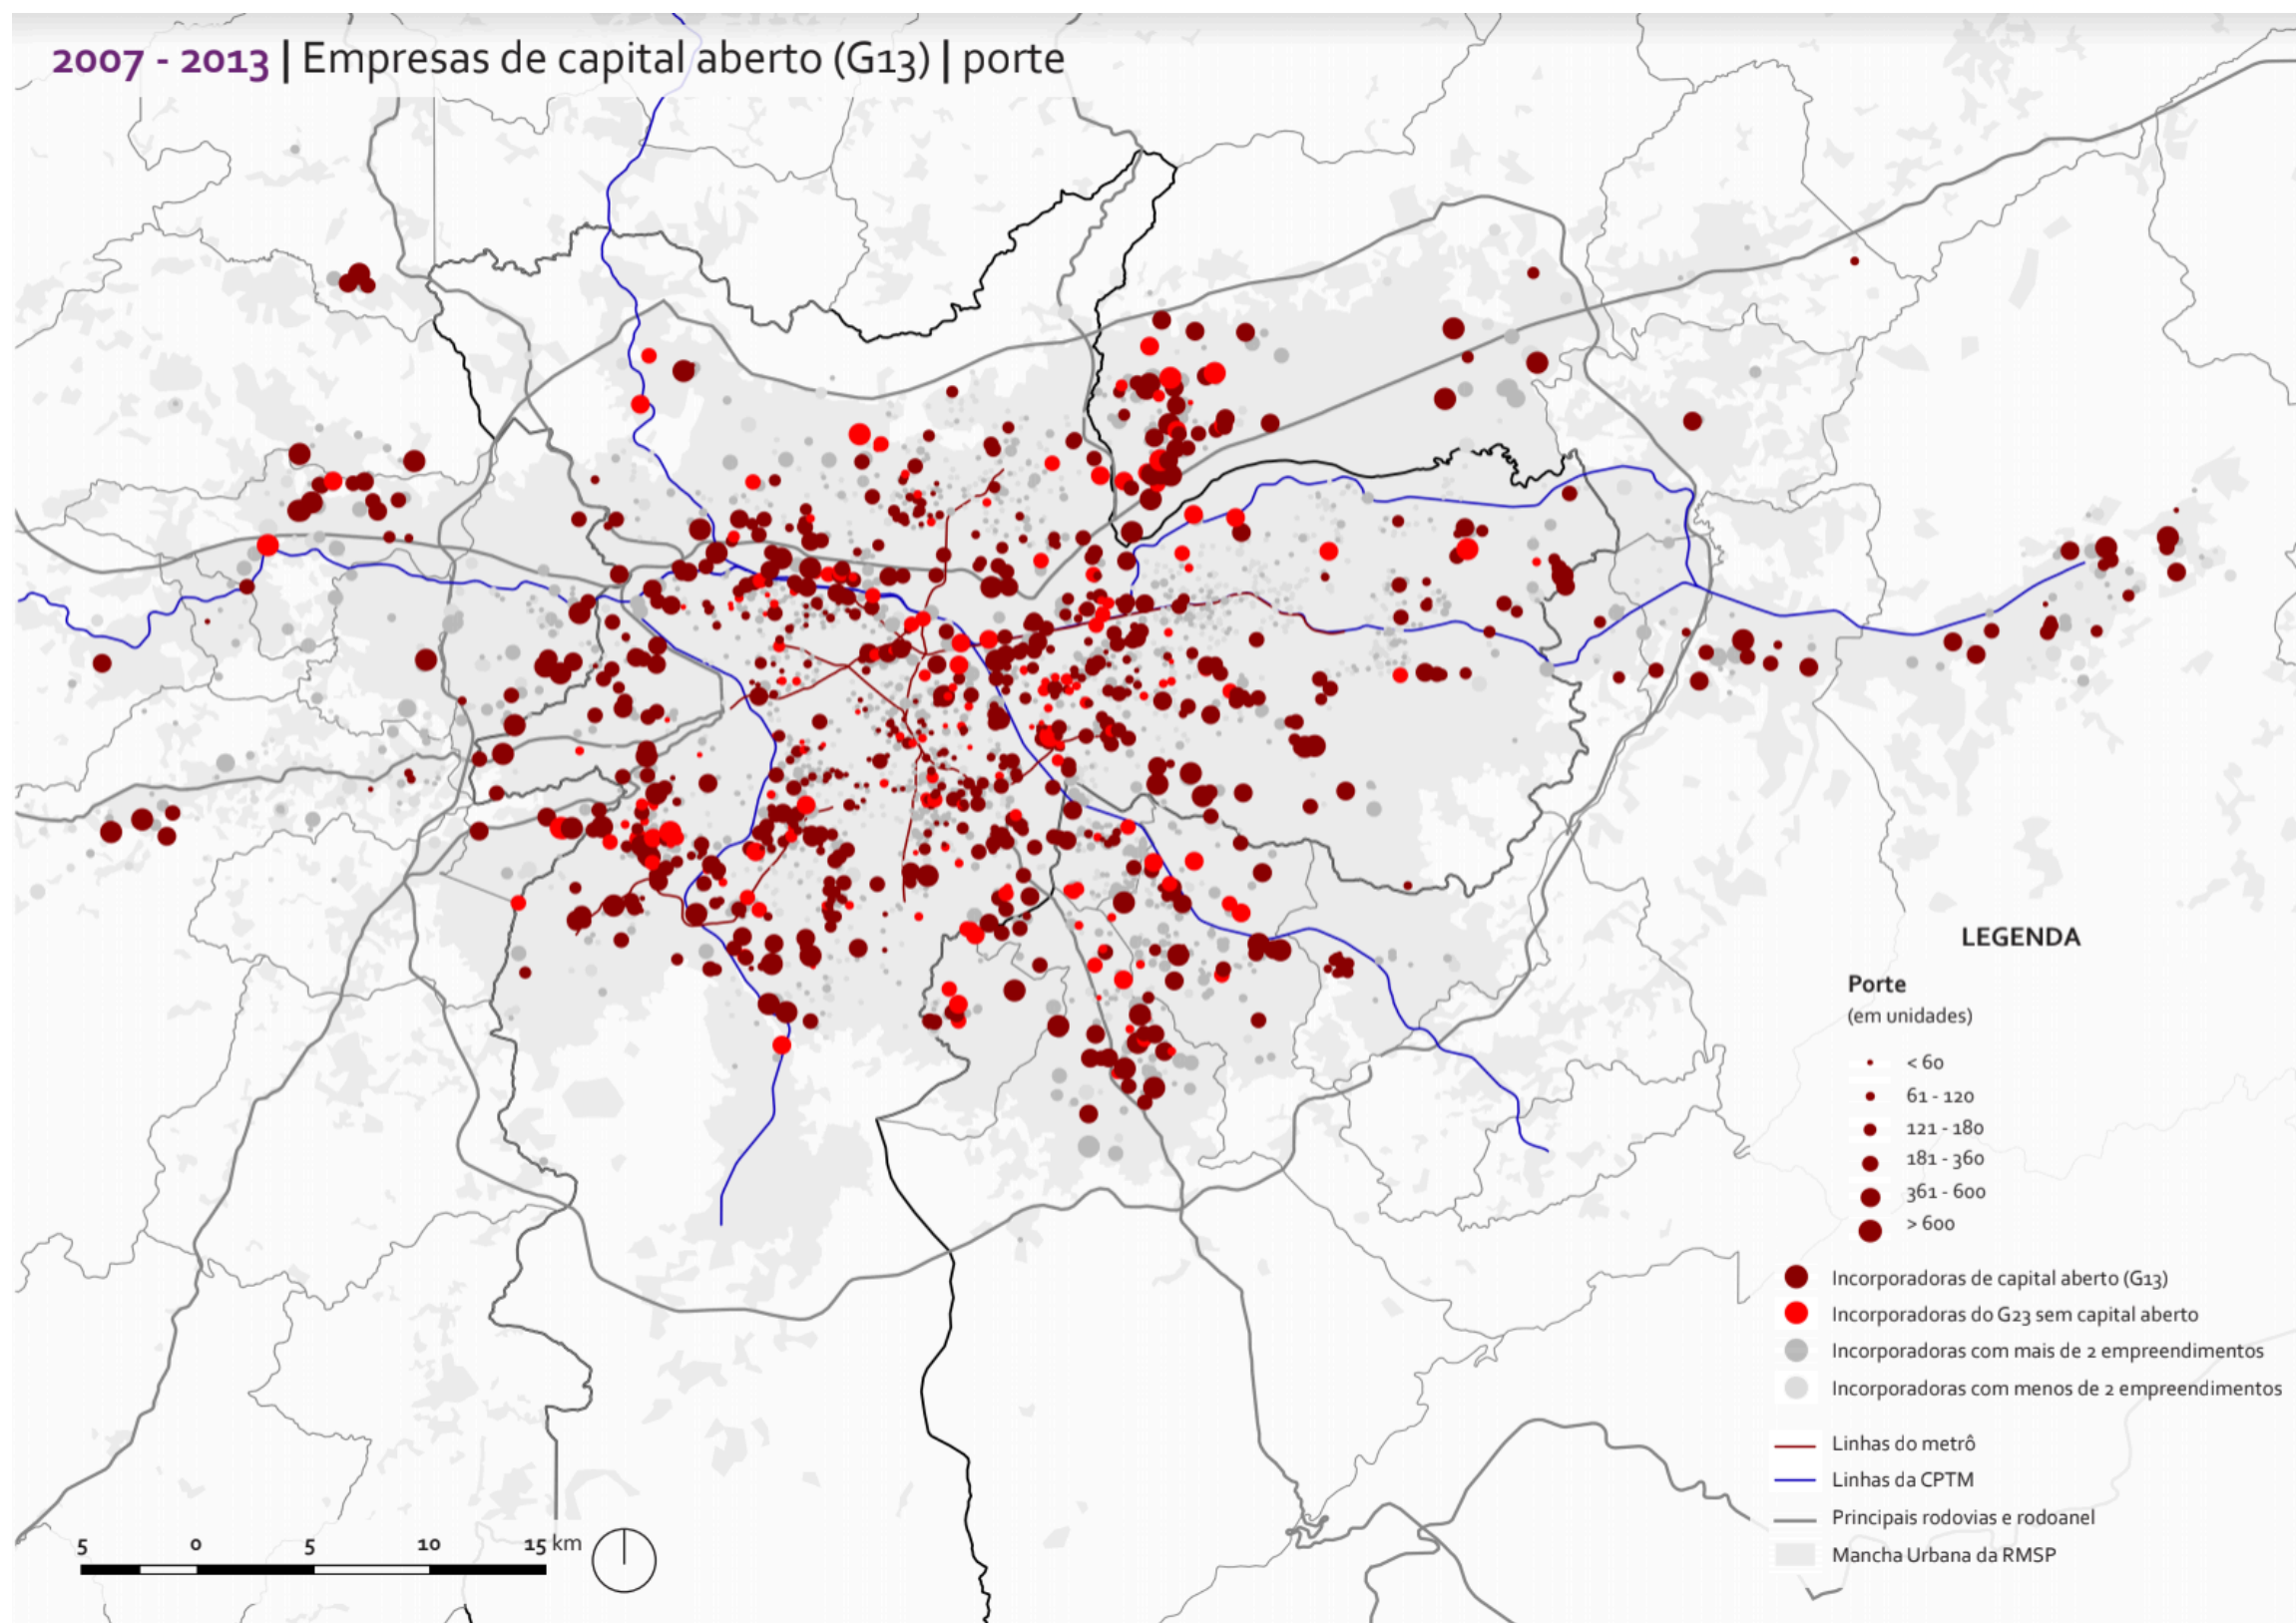 2007 - 2013 | Empresas de capital aberto (G13) | porte
LEGENDA
Porte
(em unidades)
< 60
61 - 120
121 - 180
181 - 360
361 - 600
> 600
Incorporadoras de capital aberto (G13)
Incorporadoras do G23 sem capital aberto
Incorporadoras com mais de 2 empreendimentos
Incorporadoras com menos de 2 empreendimentos
Linhas do metrô
Linhas da CPTM
Principais rodovias e rodoanel
Mancha Urbana da RMSP
5 0 5 10 15 km